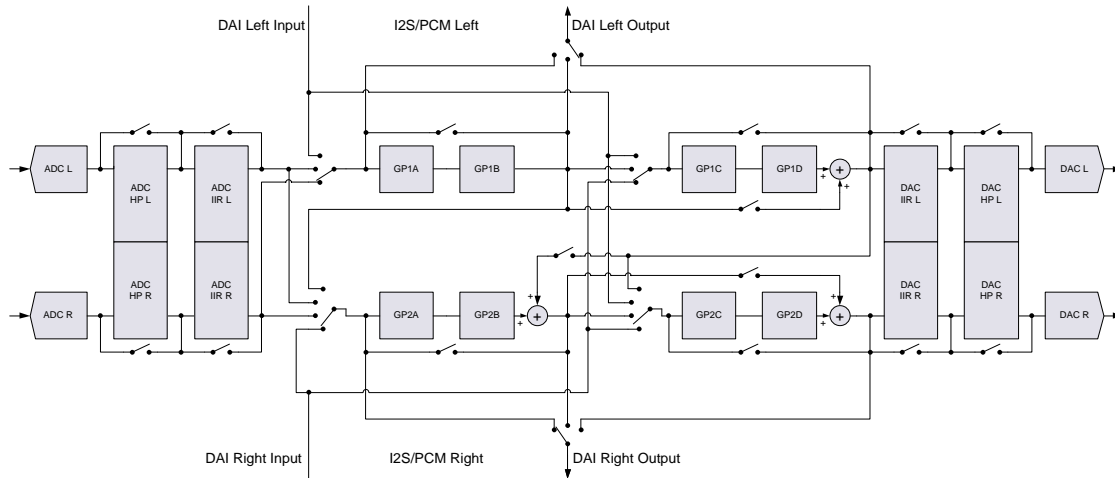 DAI Left Input
I2S/PCM Left
DAI Left Output
ADC L
ADC
HP L
ADC
IIR L
GP1A
GP1B
GP1C
GP1D
+
+
+
DAC
IIR L
DAC
HP L
DAC L
ADC R
ADC
HP R
ADC
IIR R
GP2A
GP2B
+
+
+
GP2C
GP2D
+
+
+
DAC
IIR R
DAC
HP R
DAC R
DAI Right Input
I2S/PCM Right
DAI Right Output